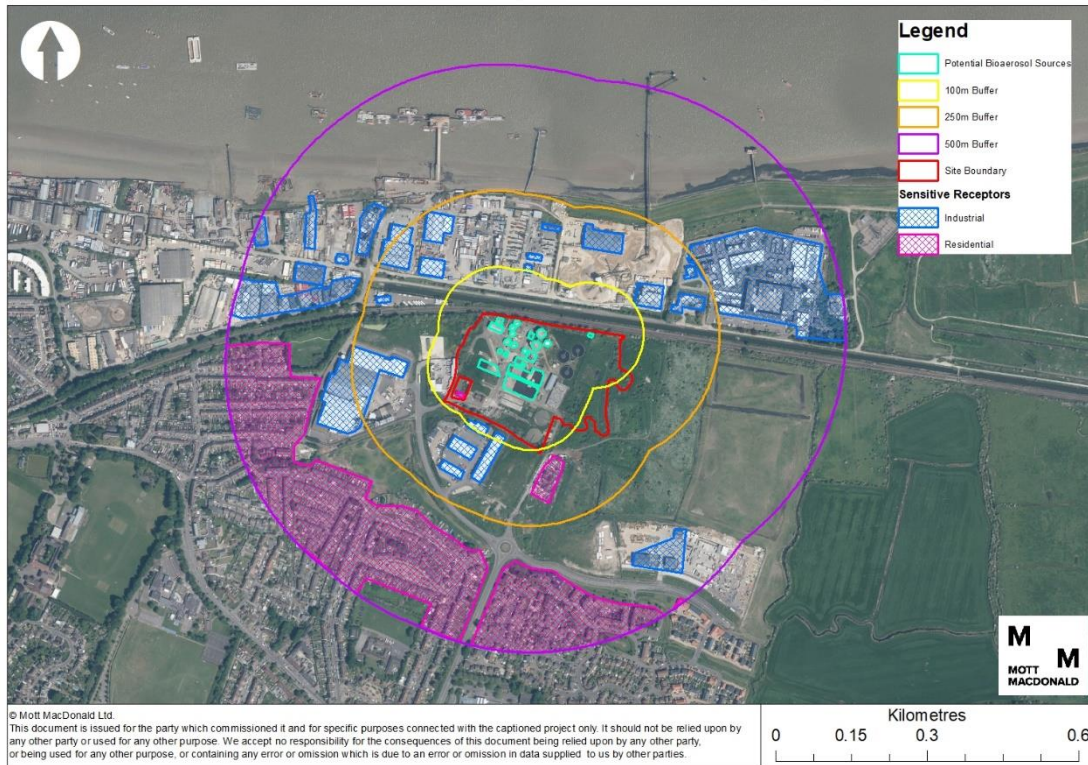 Legend
Potential Bioaerosol Sources
100m Buffer
250m Buffer
500m Buffer
Site Boundary
Sensitive Receptors
Industrial
Residential
M
M
MOTT
MACDONALD
© Mott MacDonald Ltd.
This document is issued for the party which commissioned it and for specific purposes connected with the captioned project only. It should not be relied upon by
any other party or used for any other purpose. We accept no responsibility for the consequences of this document being relied upon by any other party,
or being used for any other purpose, or containing any error or omission which is due to an error or omission in data supplied to us by other parties.
Kilometres
0 0.15 0.3 0.6